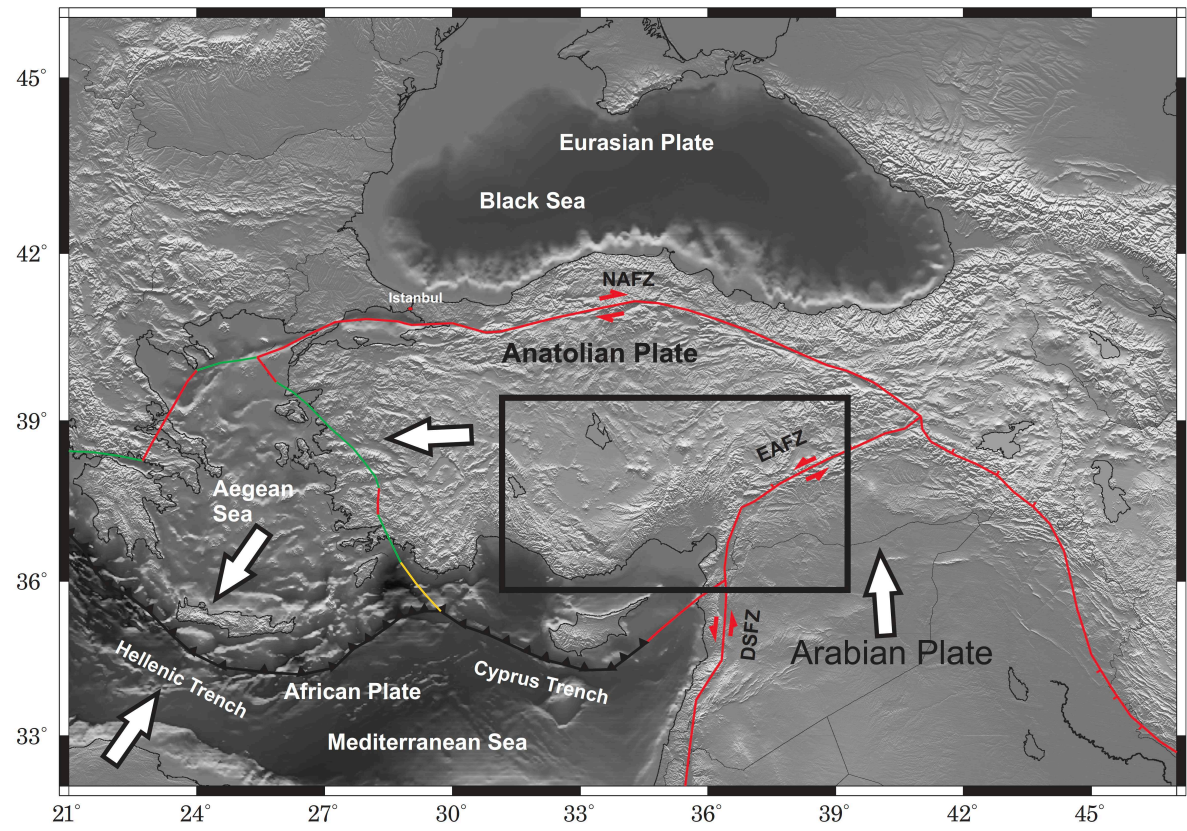 45°
42°
39°
36°
33°
Eurasian Plate
Black Sea
NAFZ
Istanbul
Anatolian Plate
EAFZ
Aegean
Sea
DSFZ
Arabian Plate
Hellenic Trench
Cyprus Trench
African Plate
Mediterranean Sea
21°
24°
27°
30°
33°
36°
39°
42°
45°